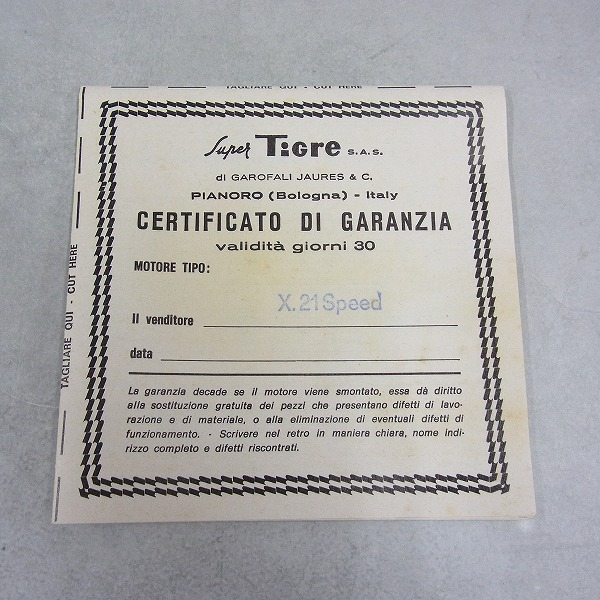 TAGLIARE QUI - CUT HERE
TAGLIARE QUI - CUT HERE
Super TiGre S.A.S.
di GAROFALI JAURES & C.
PIANORO (Bologna) - Italy
CERTIFICATO DI GARANZIA
validità giorni 30
MOTORE TIPO:
X.21 Speed
Il venditore
data
La garanzia decade se il motore viene smontato, essa dà diritto
alla sostituzione gratuita dei pezzi che presentano difetti di lavo-
razione e di materiale, o alla eliminazione di eventuali difetti di
funzionamento. - Scrivere nel retro in maniera chiara, nome indi-
rizzo completo e difetti riscontrati.